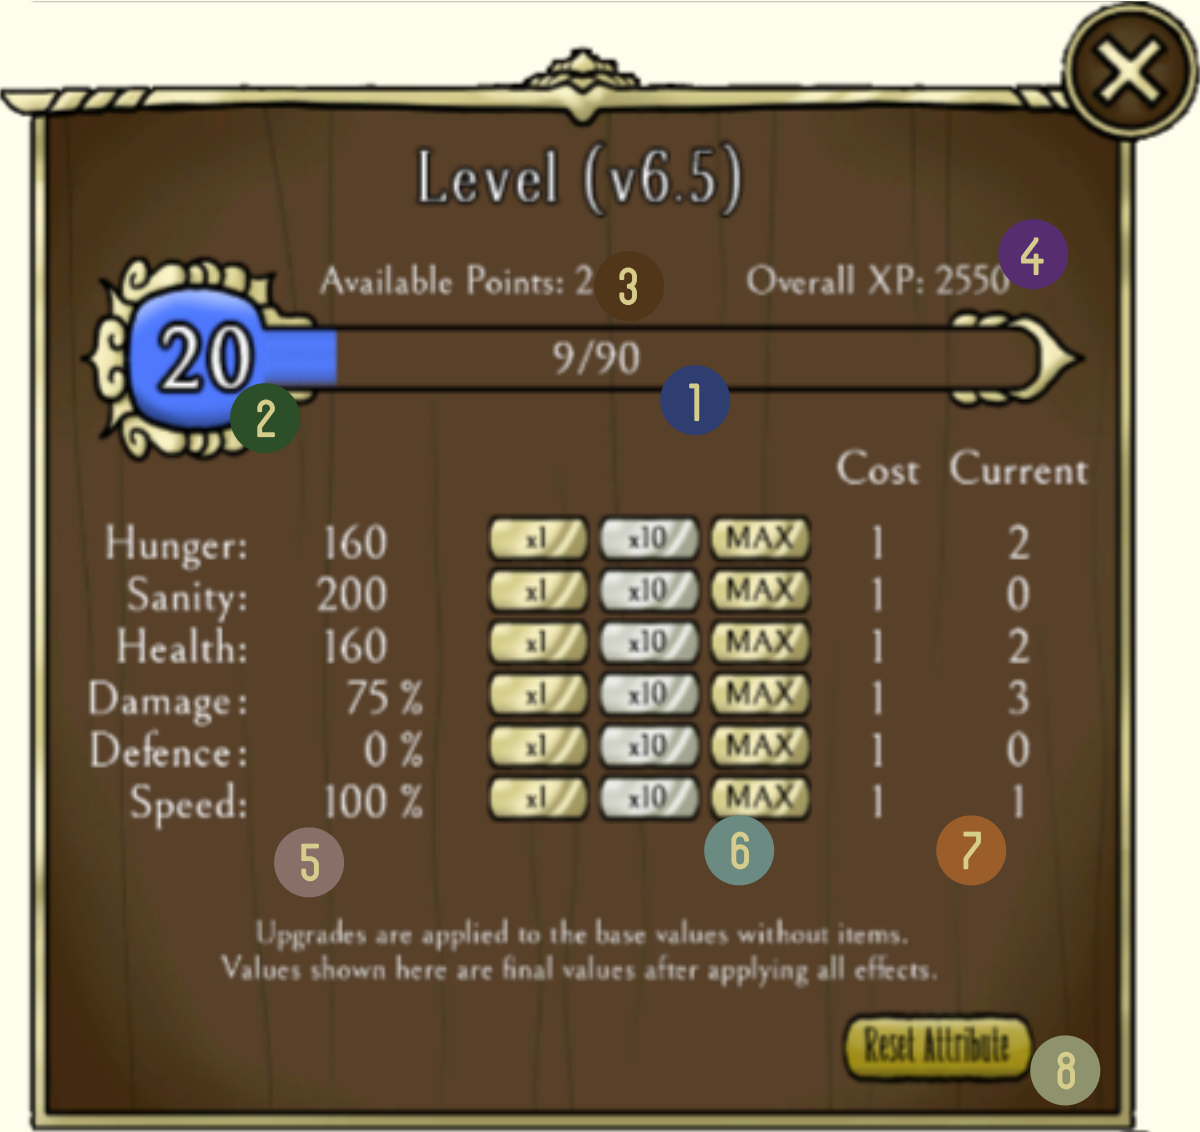 Level (v6.5)
Available Points: 2 3 Overall XP: 2550 4
20 9/90
2 1
Cost Current
Hunger: 160 x1 x10 MAX 1 2
Sanity: 200 x1 x10 MAX 1 0
Health: 160 x1 x10 MAX 1 2
Damage: 75 % x1 x10 MAX 1 3
Defence: 0 % x1 x10 MAX 1 0
Speed: 100 % x1 x10 MAX 1 1
5 6 7
Upgrades are applied to the base values without items.
Values shown here are final values after applying all effects.
Reset Attribute 8